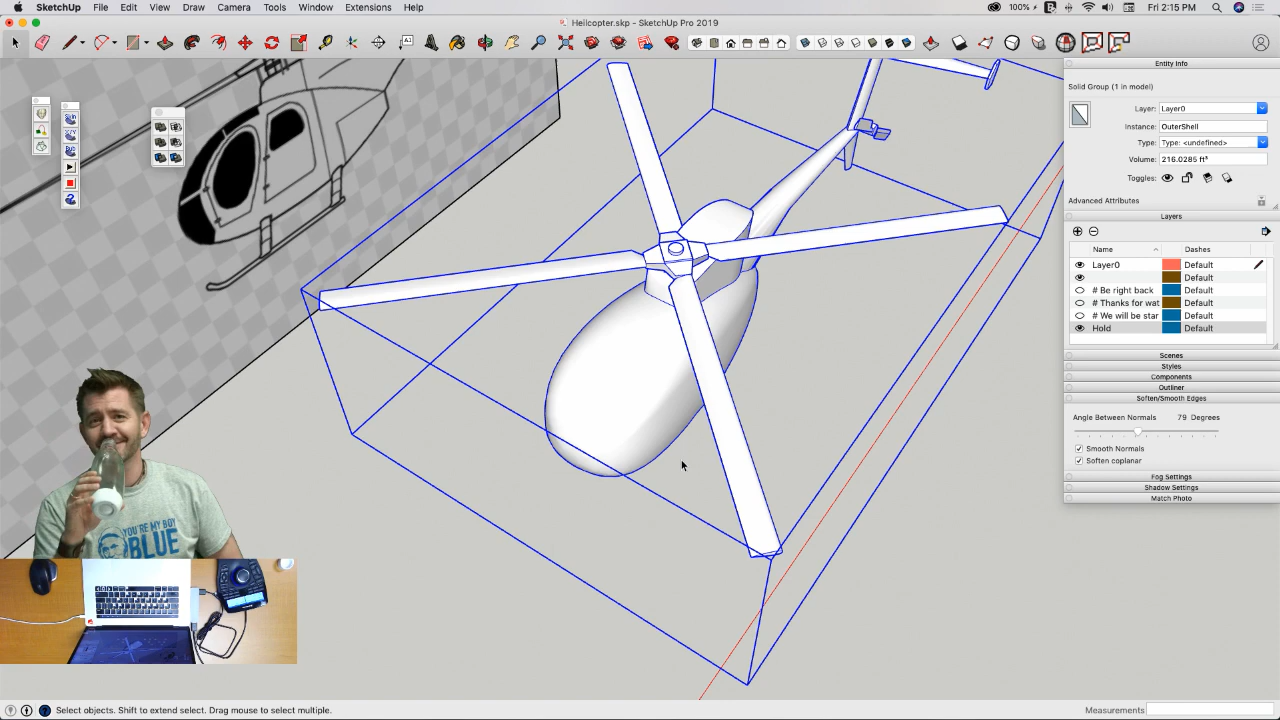 SketchUp File Edit View Draw Camera Tools Window Extensions Help
100% Fri 2:15 PM
Heilcopter.skp - SketchUp Pro 2019
Entity Info
Solid Group (1 in model)
Layer: Layer0
Instance: OuterShell
Type: Type: <undefined>
Volume: 216.0285 ft³
Toggles:
Advanced Attributes
Layers
Name Dashes
Layer0 Default
Default
# Be right back Default
# Thanks for wat Default
# We will be star Default
Hold Default
Scenes
Styles
Components
Outliner
Soften/Smooth Edges
Angle Between Normals 79 Degrees
Smooth Normals
Soften coplanar
Fog Settings
Shadow Settings
Match Photo
YOU'RE MY BOY
BLUE
Select objects. Shift to extend select. Drag mouse to select multiple.
Measurements